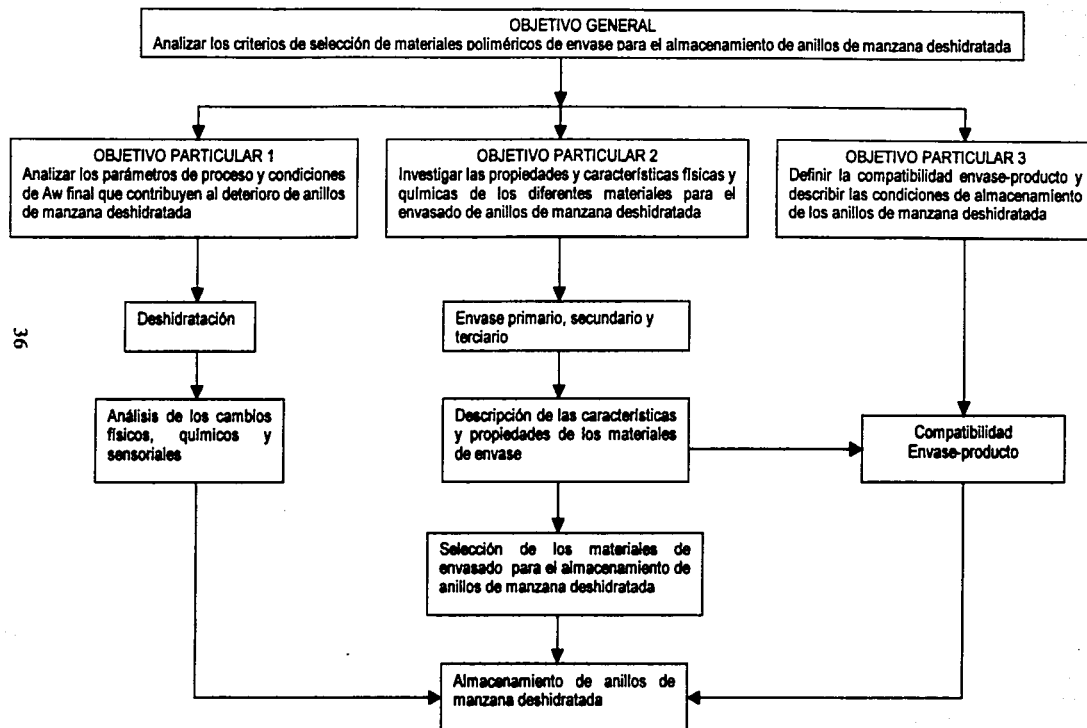 OBJETIVO GENERAL
Analizar los criterios de selección de materiales poliméricos de envase para el almacenamiento de anillos de manzana deshidratada
OBJETIVO PARTICULAR 1
Analizar los parámetros de proceso y condiciones
de Aw final que contribuyen al deterioro de anillos
de manzana deshidratada
OBJETIVO PARTICULAR 2
Investigar las propiedades y características físicas y
químicas de los diferentes materiales para el
envasado de anillos de manzana deshidratada
OBJETIVO PARTICULAR 3
Definir la compatibilidad envase-producto y
describir las condiciones de almacenamiento
de los anillos de manzana deshidratada
Deshidratación
Envase primario, secundario y
terciario
36
Análisis de los cambios
físicos, químicos y
sensoriales
Descripción de las características
y propiedades de los materiales
de envase
Compatibilidad
Envase-producto
Selección de los materiales de
envasado para el almacenamiento de
anillos de manzana deshidratada
Almacenamiento de anillos de
manzana deshidratada